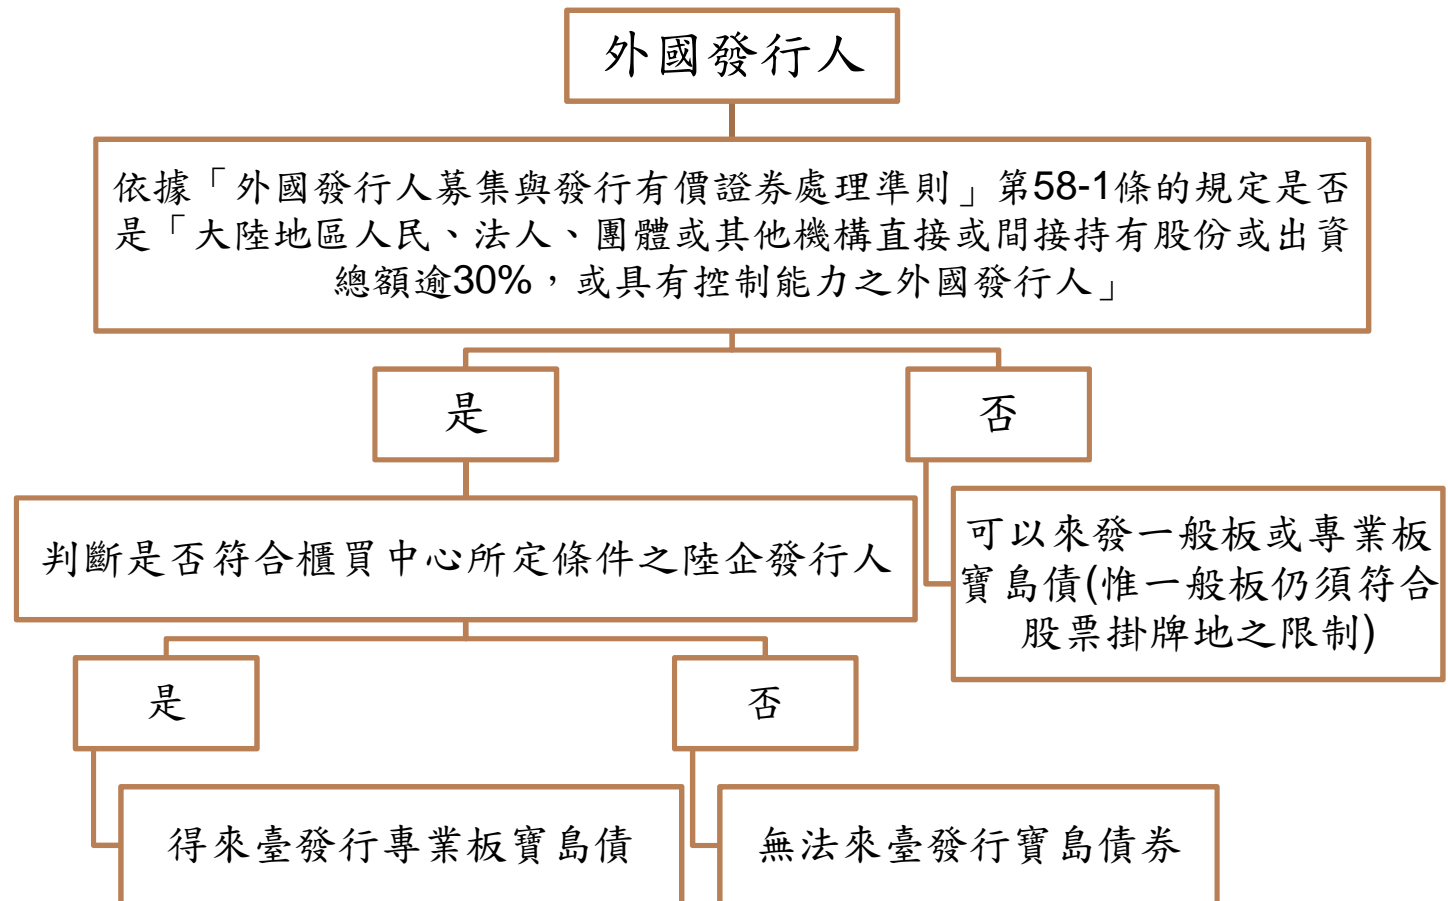 外國發行人
依據「外國發行人募集與發行有價證券處理準則」第58-1條的規定是否
是「大陸地區人民、法人、團體或其他機構直接或間接持有股份或出資
總額逾30%，或具有控制能力之外國發行人」
是
否
判斷是否符合櫃買中心所定條件之陸企發行人
可以來發一般板或專業板
寶島債(惟一般板仍須符合
股票掛牌地之限制)
是
否
得來臺發行專業板寶島債
無法來臺發行寶島債券